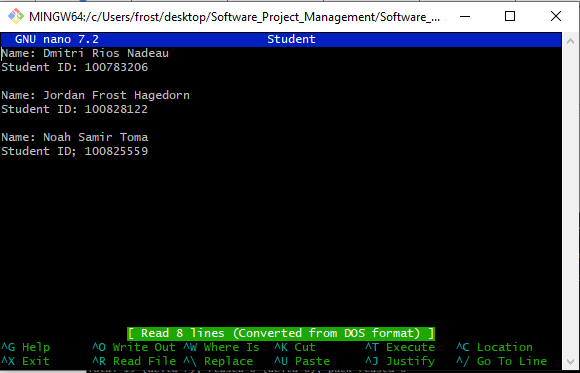 MINGW64:/c/Users/frost/desktop/Software_Project_Management/Software_...
GNU nano 7.2 Student
Name: Dmitri Rios Nadeau
Student ID: 100783206
Name: Jordan Frost Hagedorn
Student ID: 100828122
Name: Noah Samir Toma
Student ID; 100825559
[ Read 8 lines (Converted from DOS format) ]
^G Help ^O Write Out ^W Where Is ^K Cut ^T Execute ^C Location
^X Exit ^R Read File ^\ Replace ^U Paste ^J Justify ^/ Go To Line